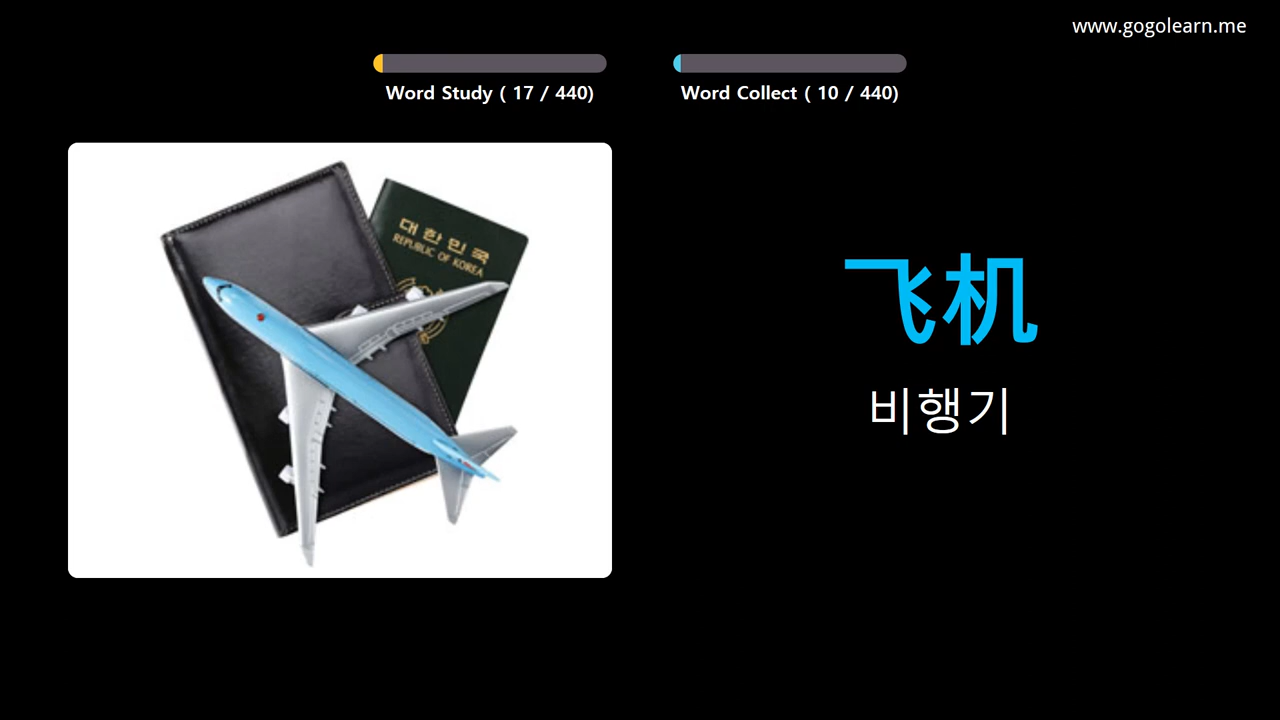 www.gogolearn.me
Word Study ( 17 / 440)
Word Collect ( 10 / 440)
대한민국
REPUBLIC OF KOREA
飞机
비행기